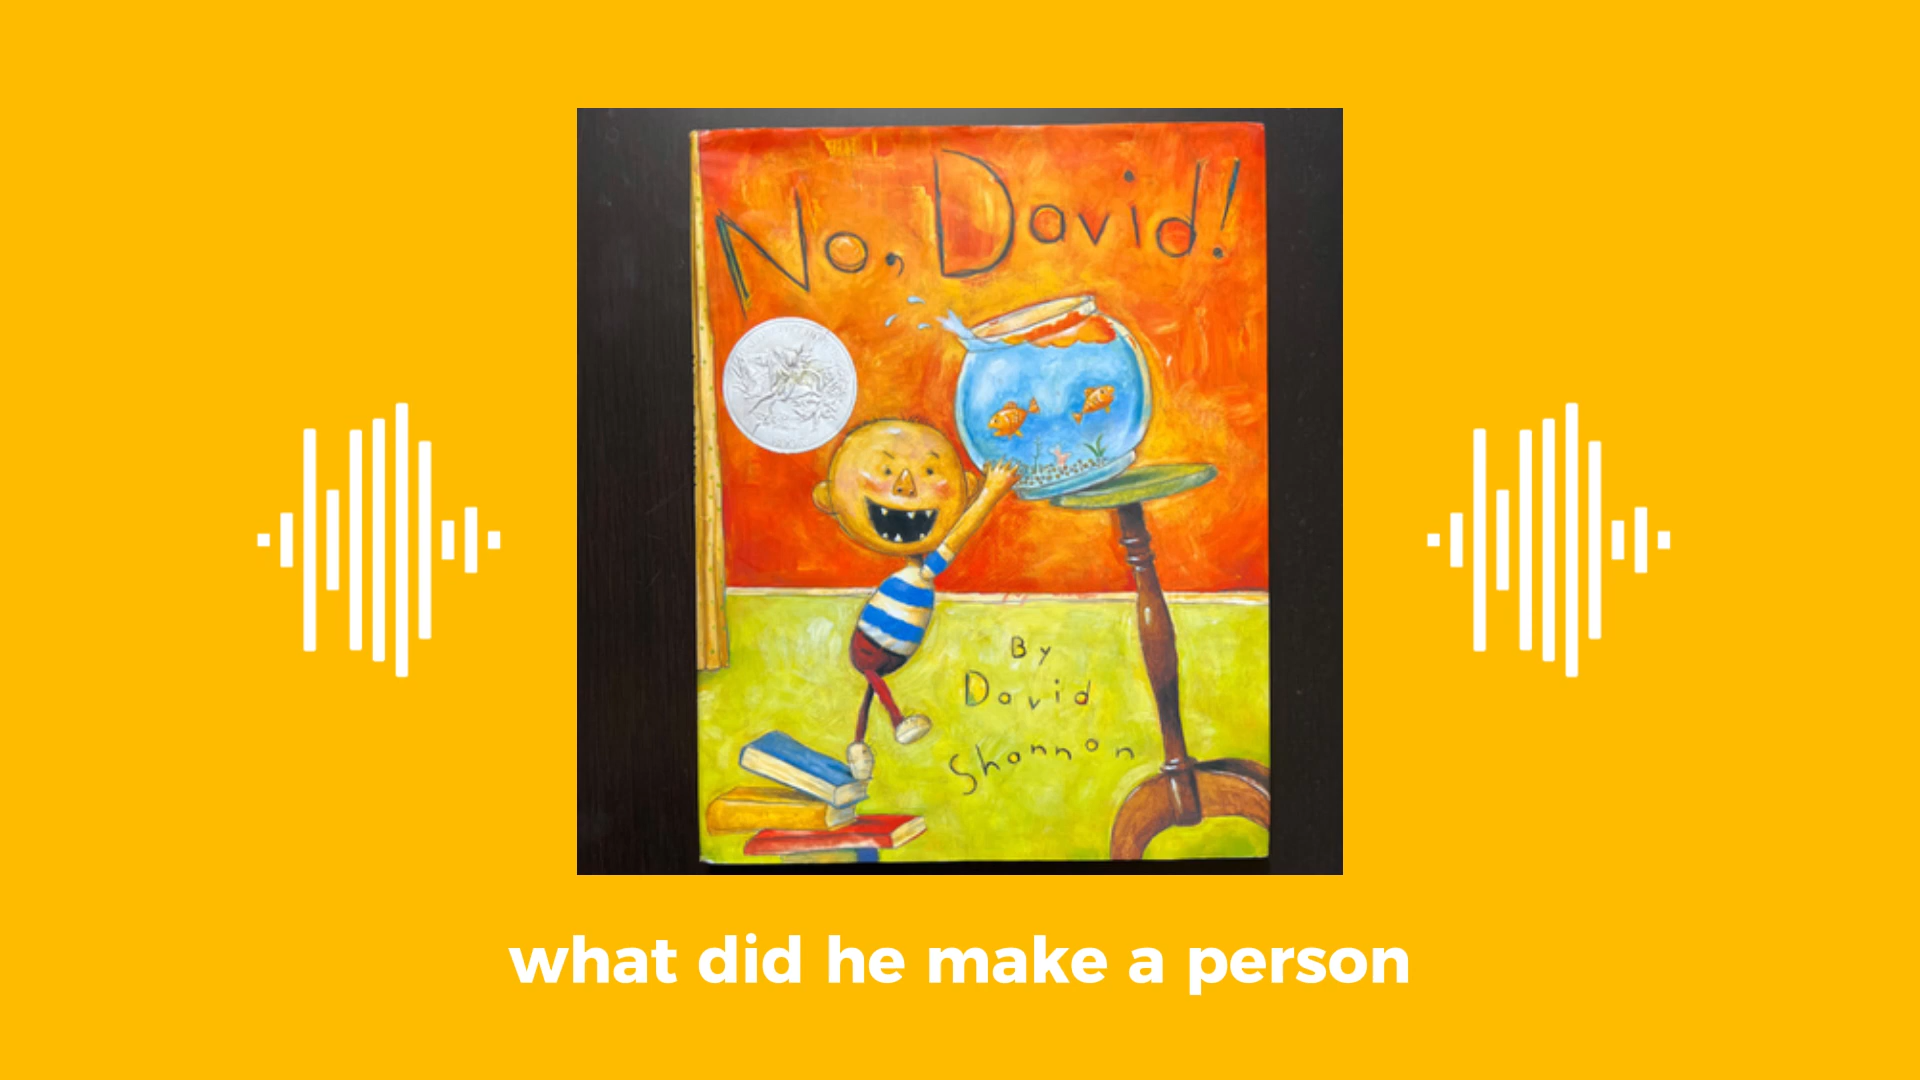 No, David!
By
David
Shannon
what did he make a person